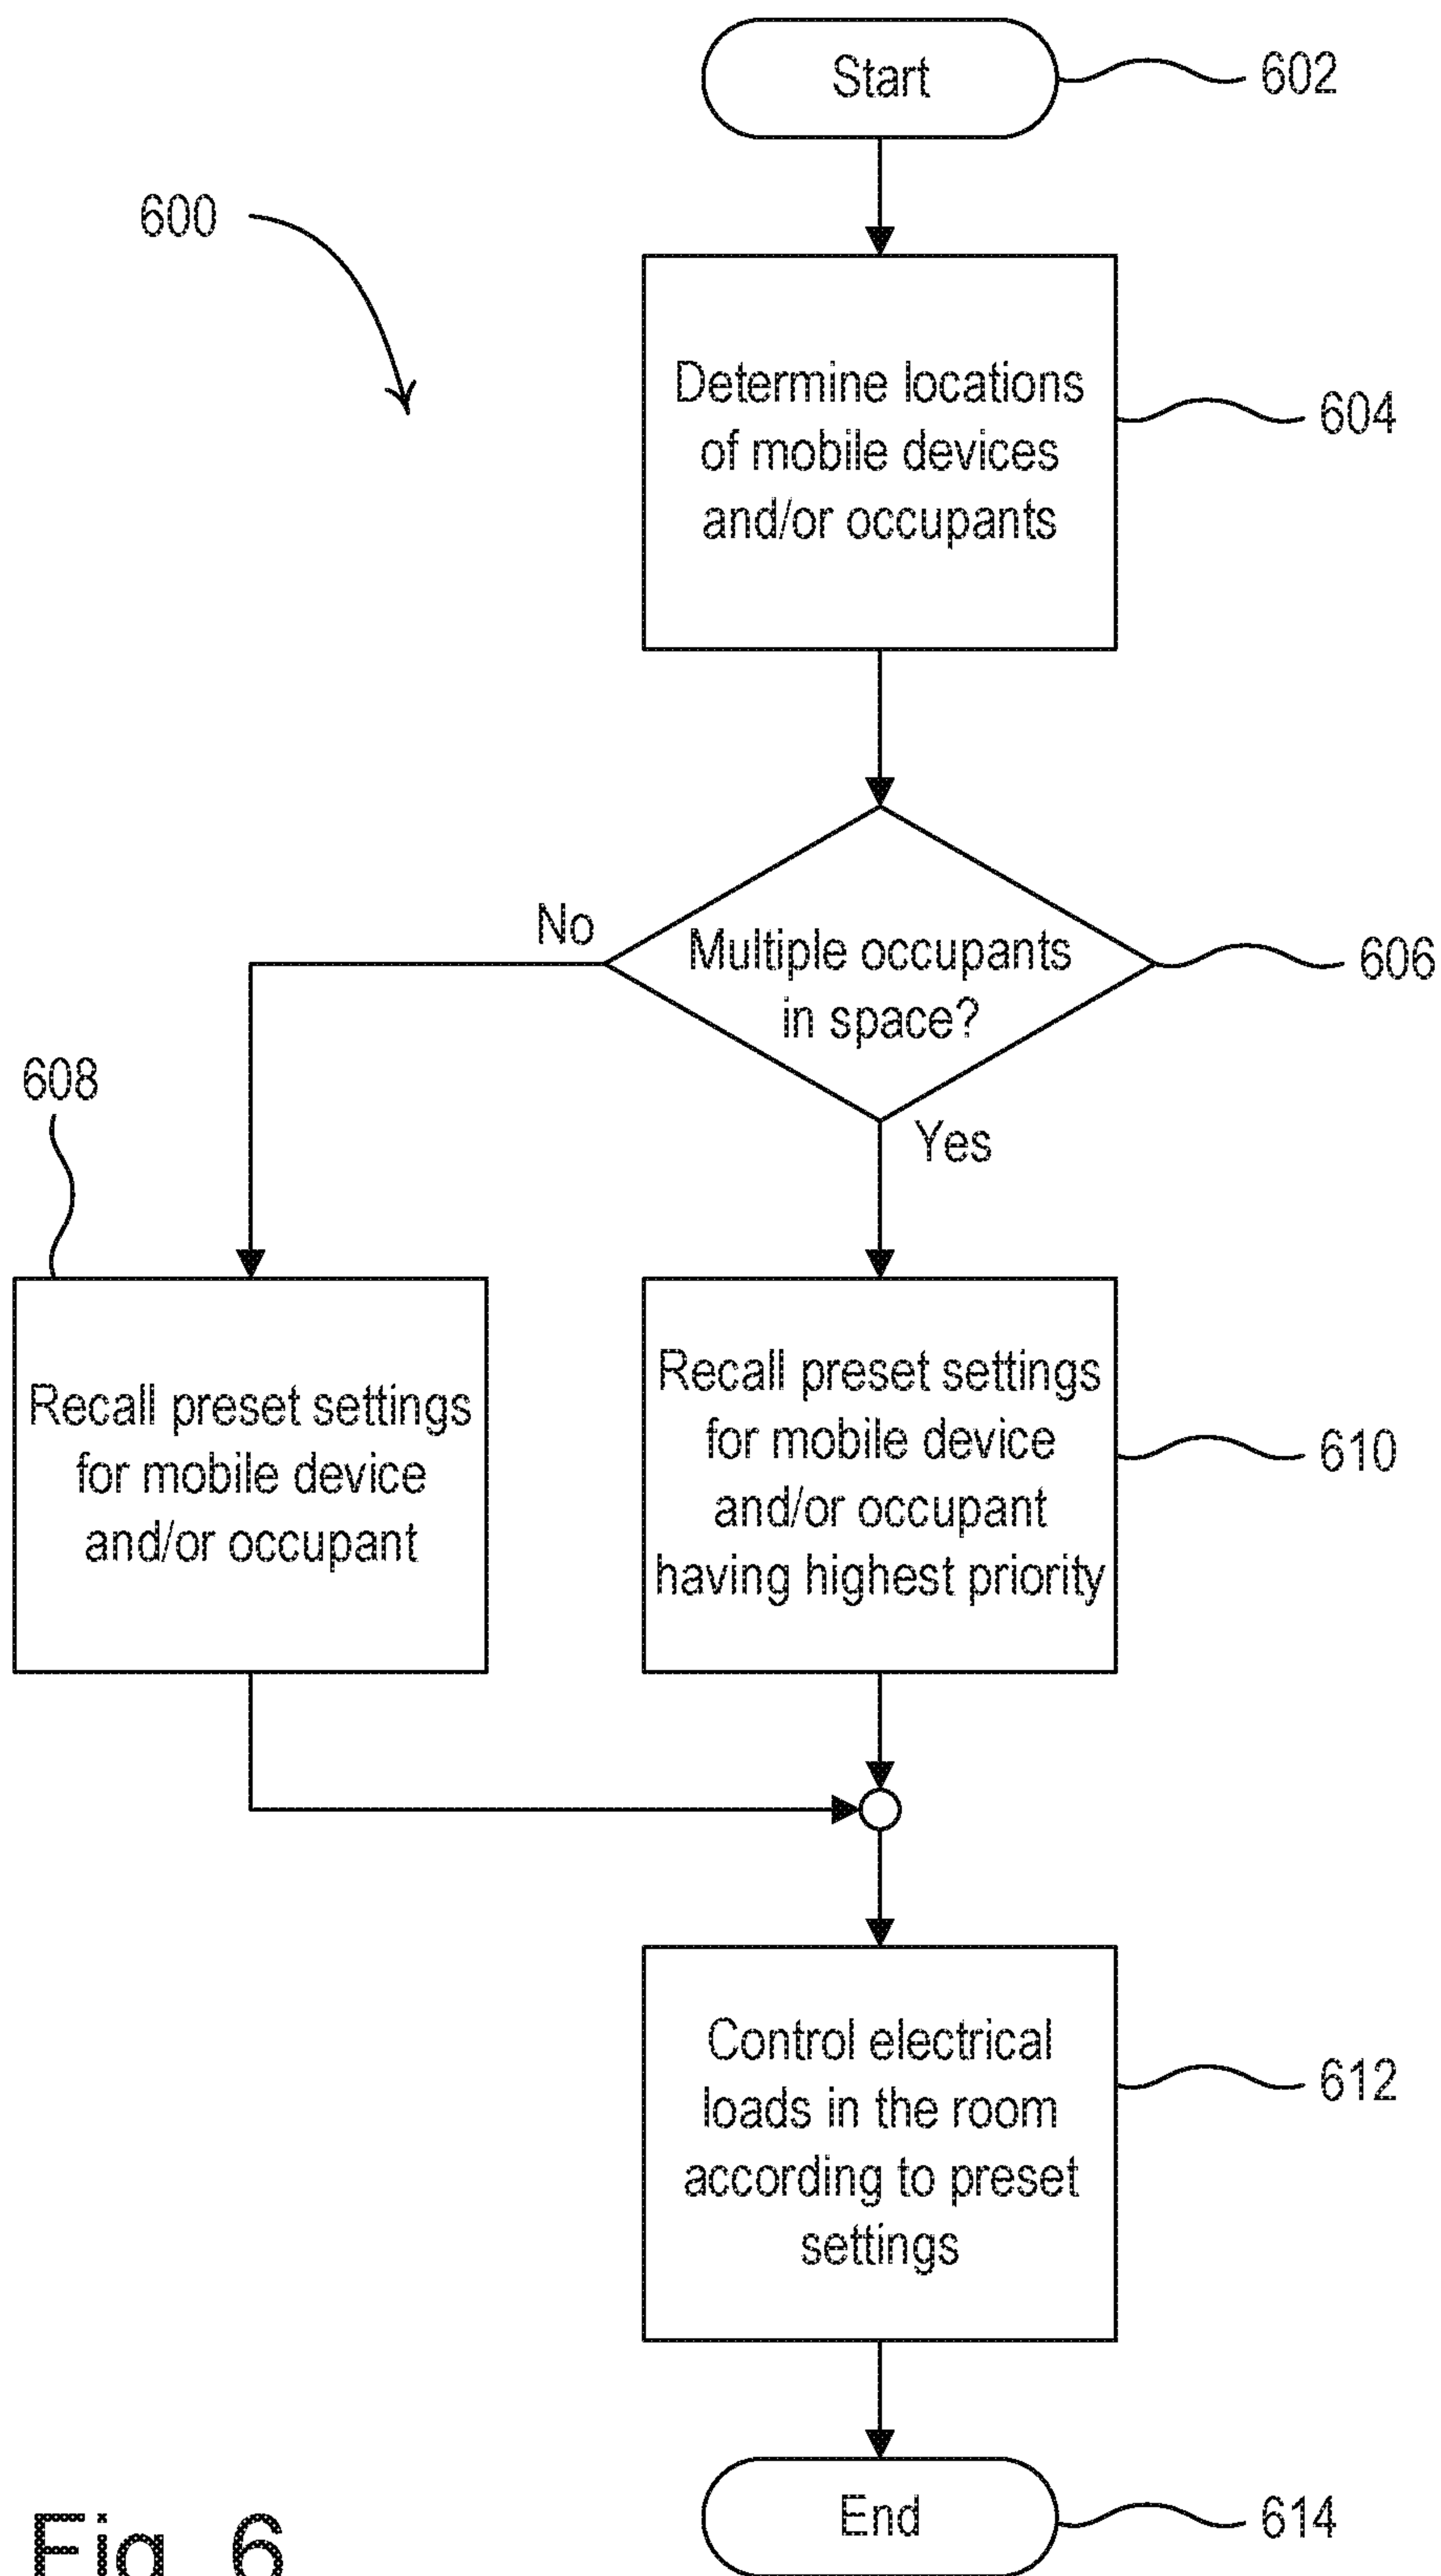 Start
602
600
Determine locations
of mobile devices
and/or occupants
604
No
Multiple occupants
in space?
606
Yes
608
Recall preset settings
for mobile device
and/or occupant
Recall preset settings
for mobile device
and/or occupant
having highest priority
610
Control electrical
loads in the room
according to preset
settings
612
End
614
Fig. 6